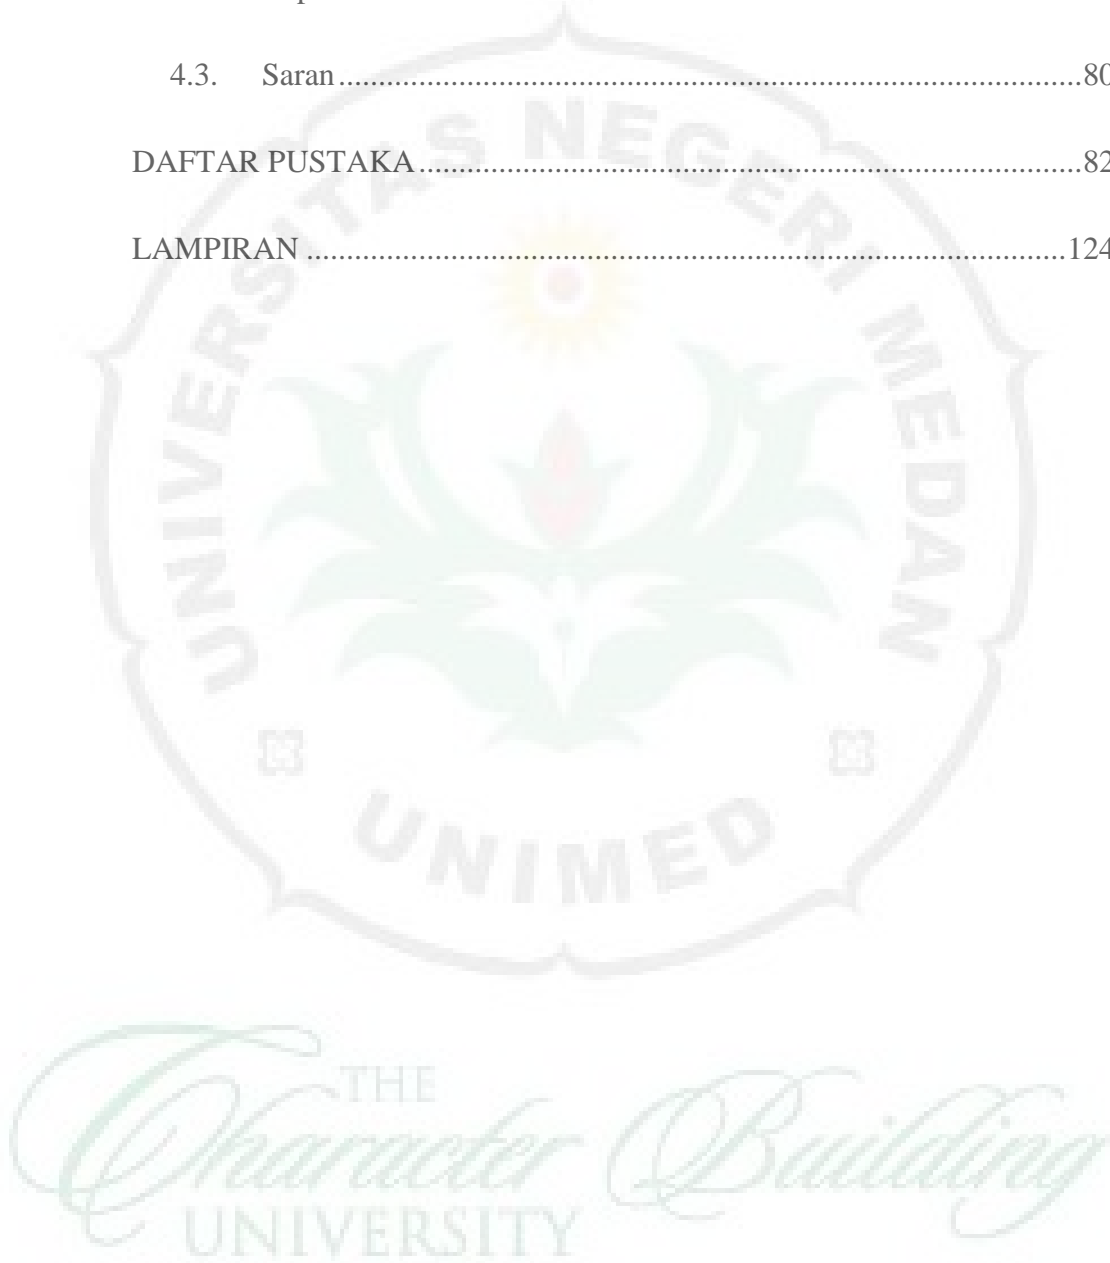 4.3. Saran ........................................................................................80
DAFTAR PUSTAKA ...............................................................................82
LAMPIRAN ..........................................................................................124
UNIVERSITAS NEGERI MEDAN
UNIMED
THE
Character Building
UNIVERSITY